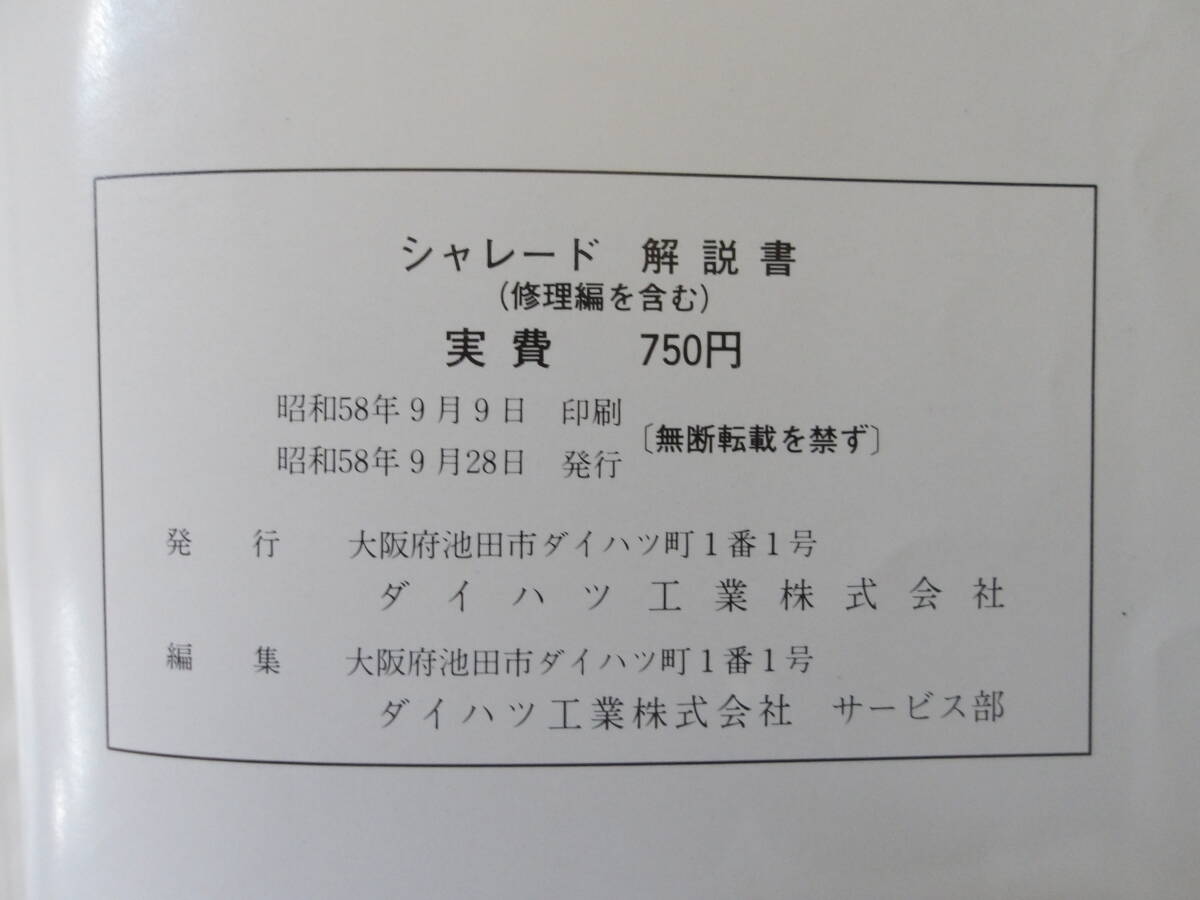 シャレード 解説書
(修理編を含む)
実費 750円
昭和58年9月9日 印刷
昭和58年9月28日 発行
〔無断転載を禁ず〕
発行 大阪府池田市ダイハツ町1番1号
ダイハツ工業株式会社
編集 大阪府池田市ダイハツ町1番1号
ダイハツ工業株式会社 サービス部